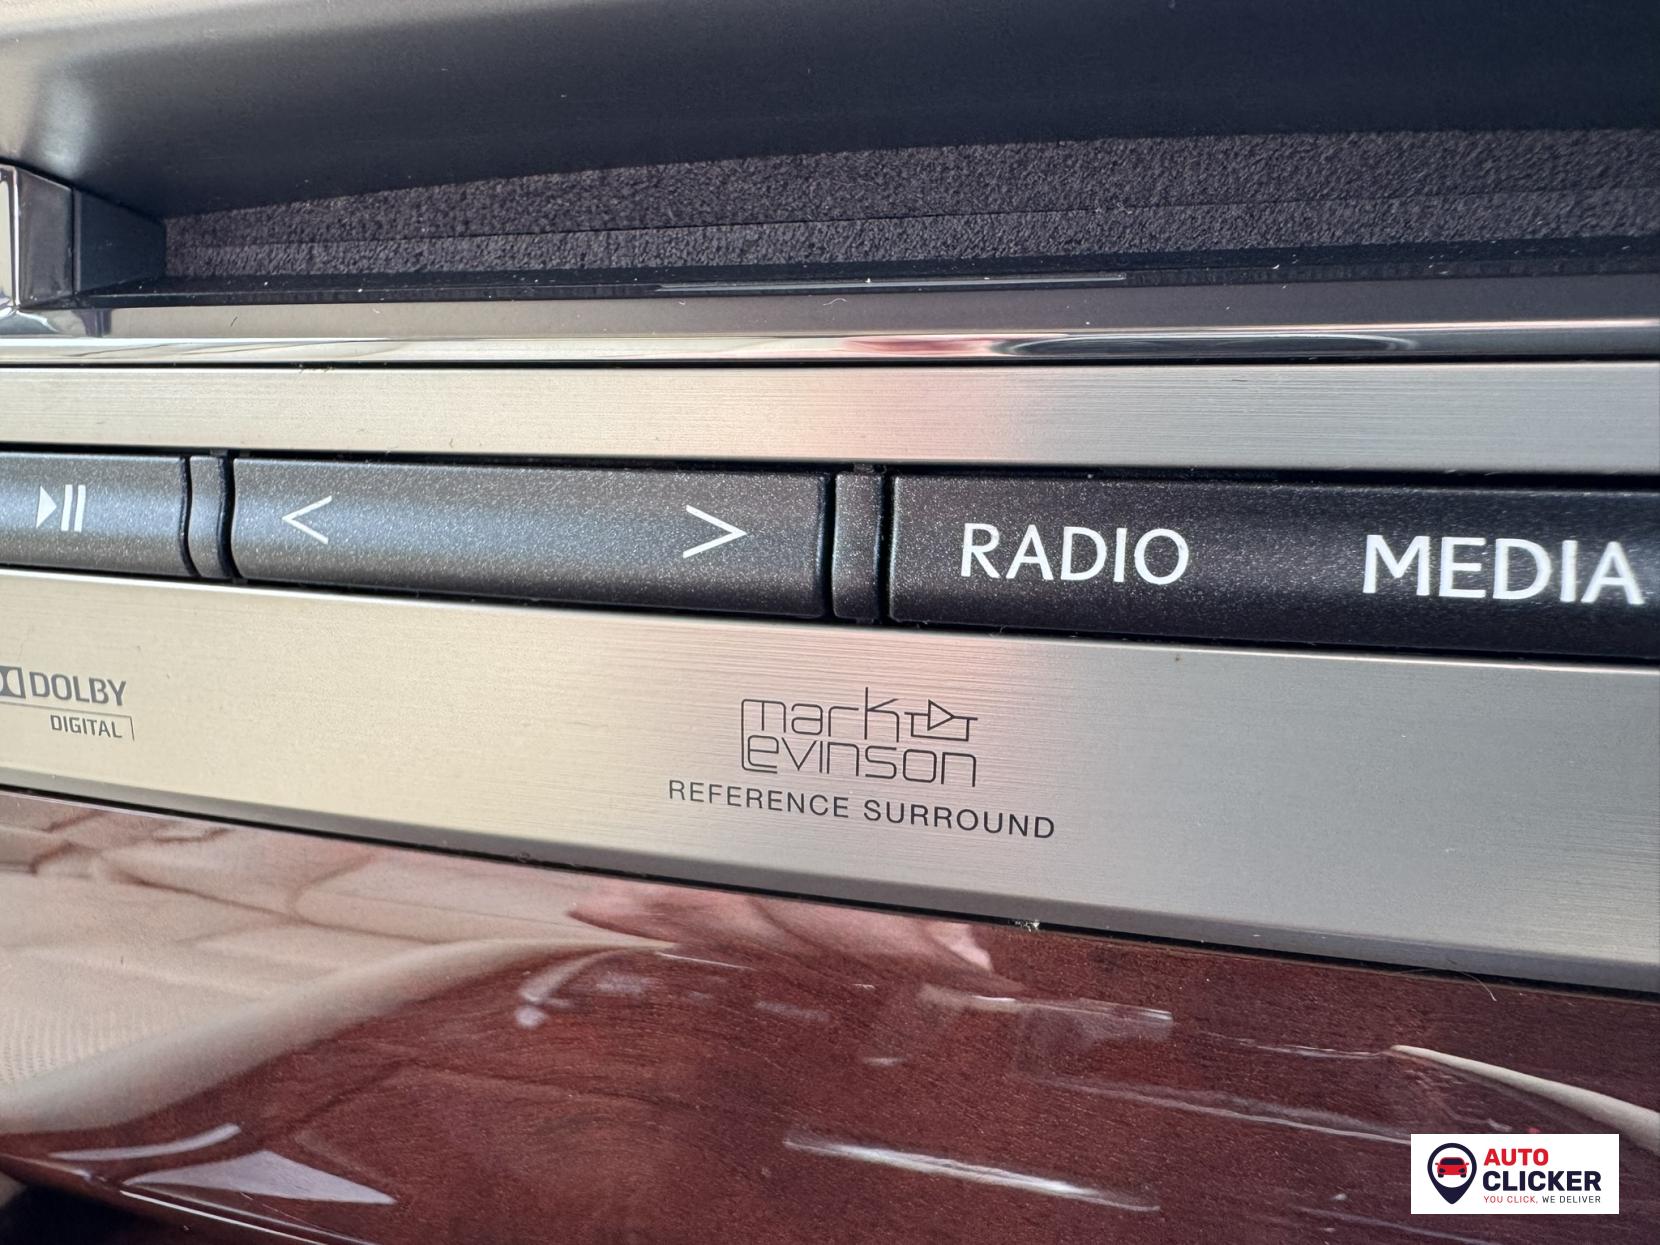 RADIO
MEDIA
DOLBY
DIGITAL
mark
levinson
REFERENCE SURROUND
AUTO
CLICKER
YOU CLICK, WE DELIVER